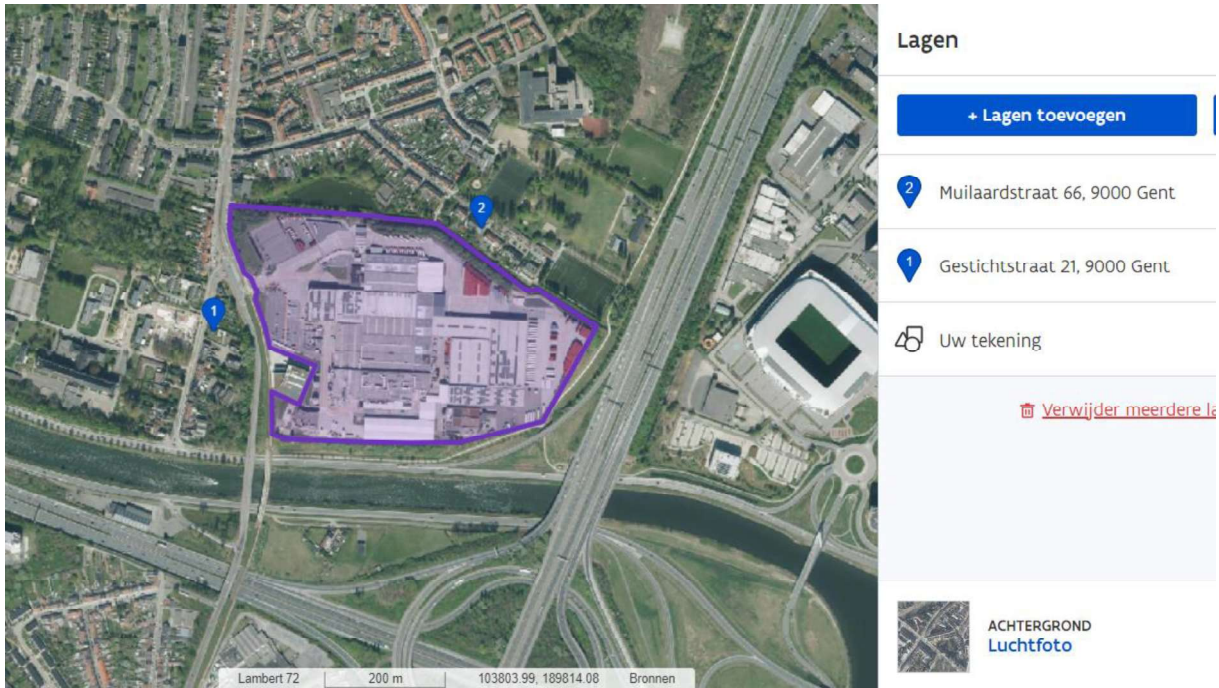 Lagen
+ Lagen toevoegen
2
Muilaardstraat 66, 9000 Gent
1
Gestichtstraat 21, 9000 Gent
Uw tekening
Verwijder meerdere la
ACHTERGROND
Luchtfoto
2
1
Lambert 72
200 m
103803.99, 189814.08
Bronnen